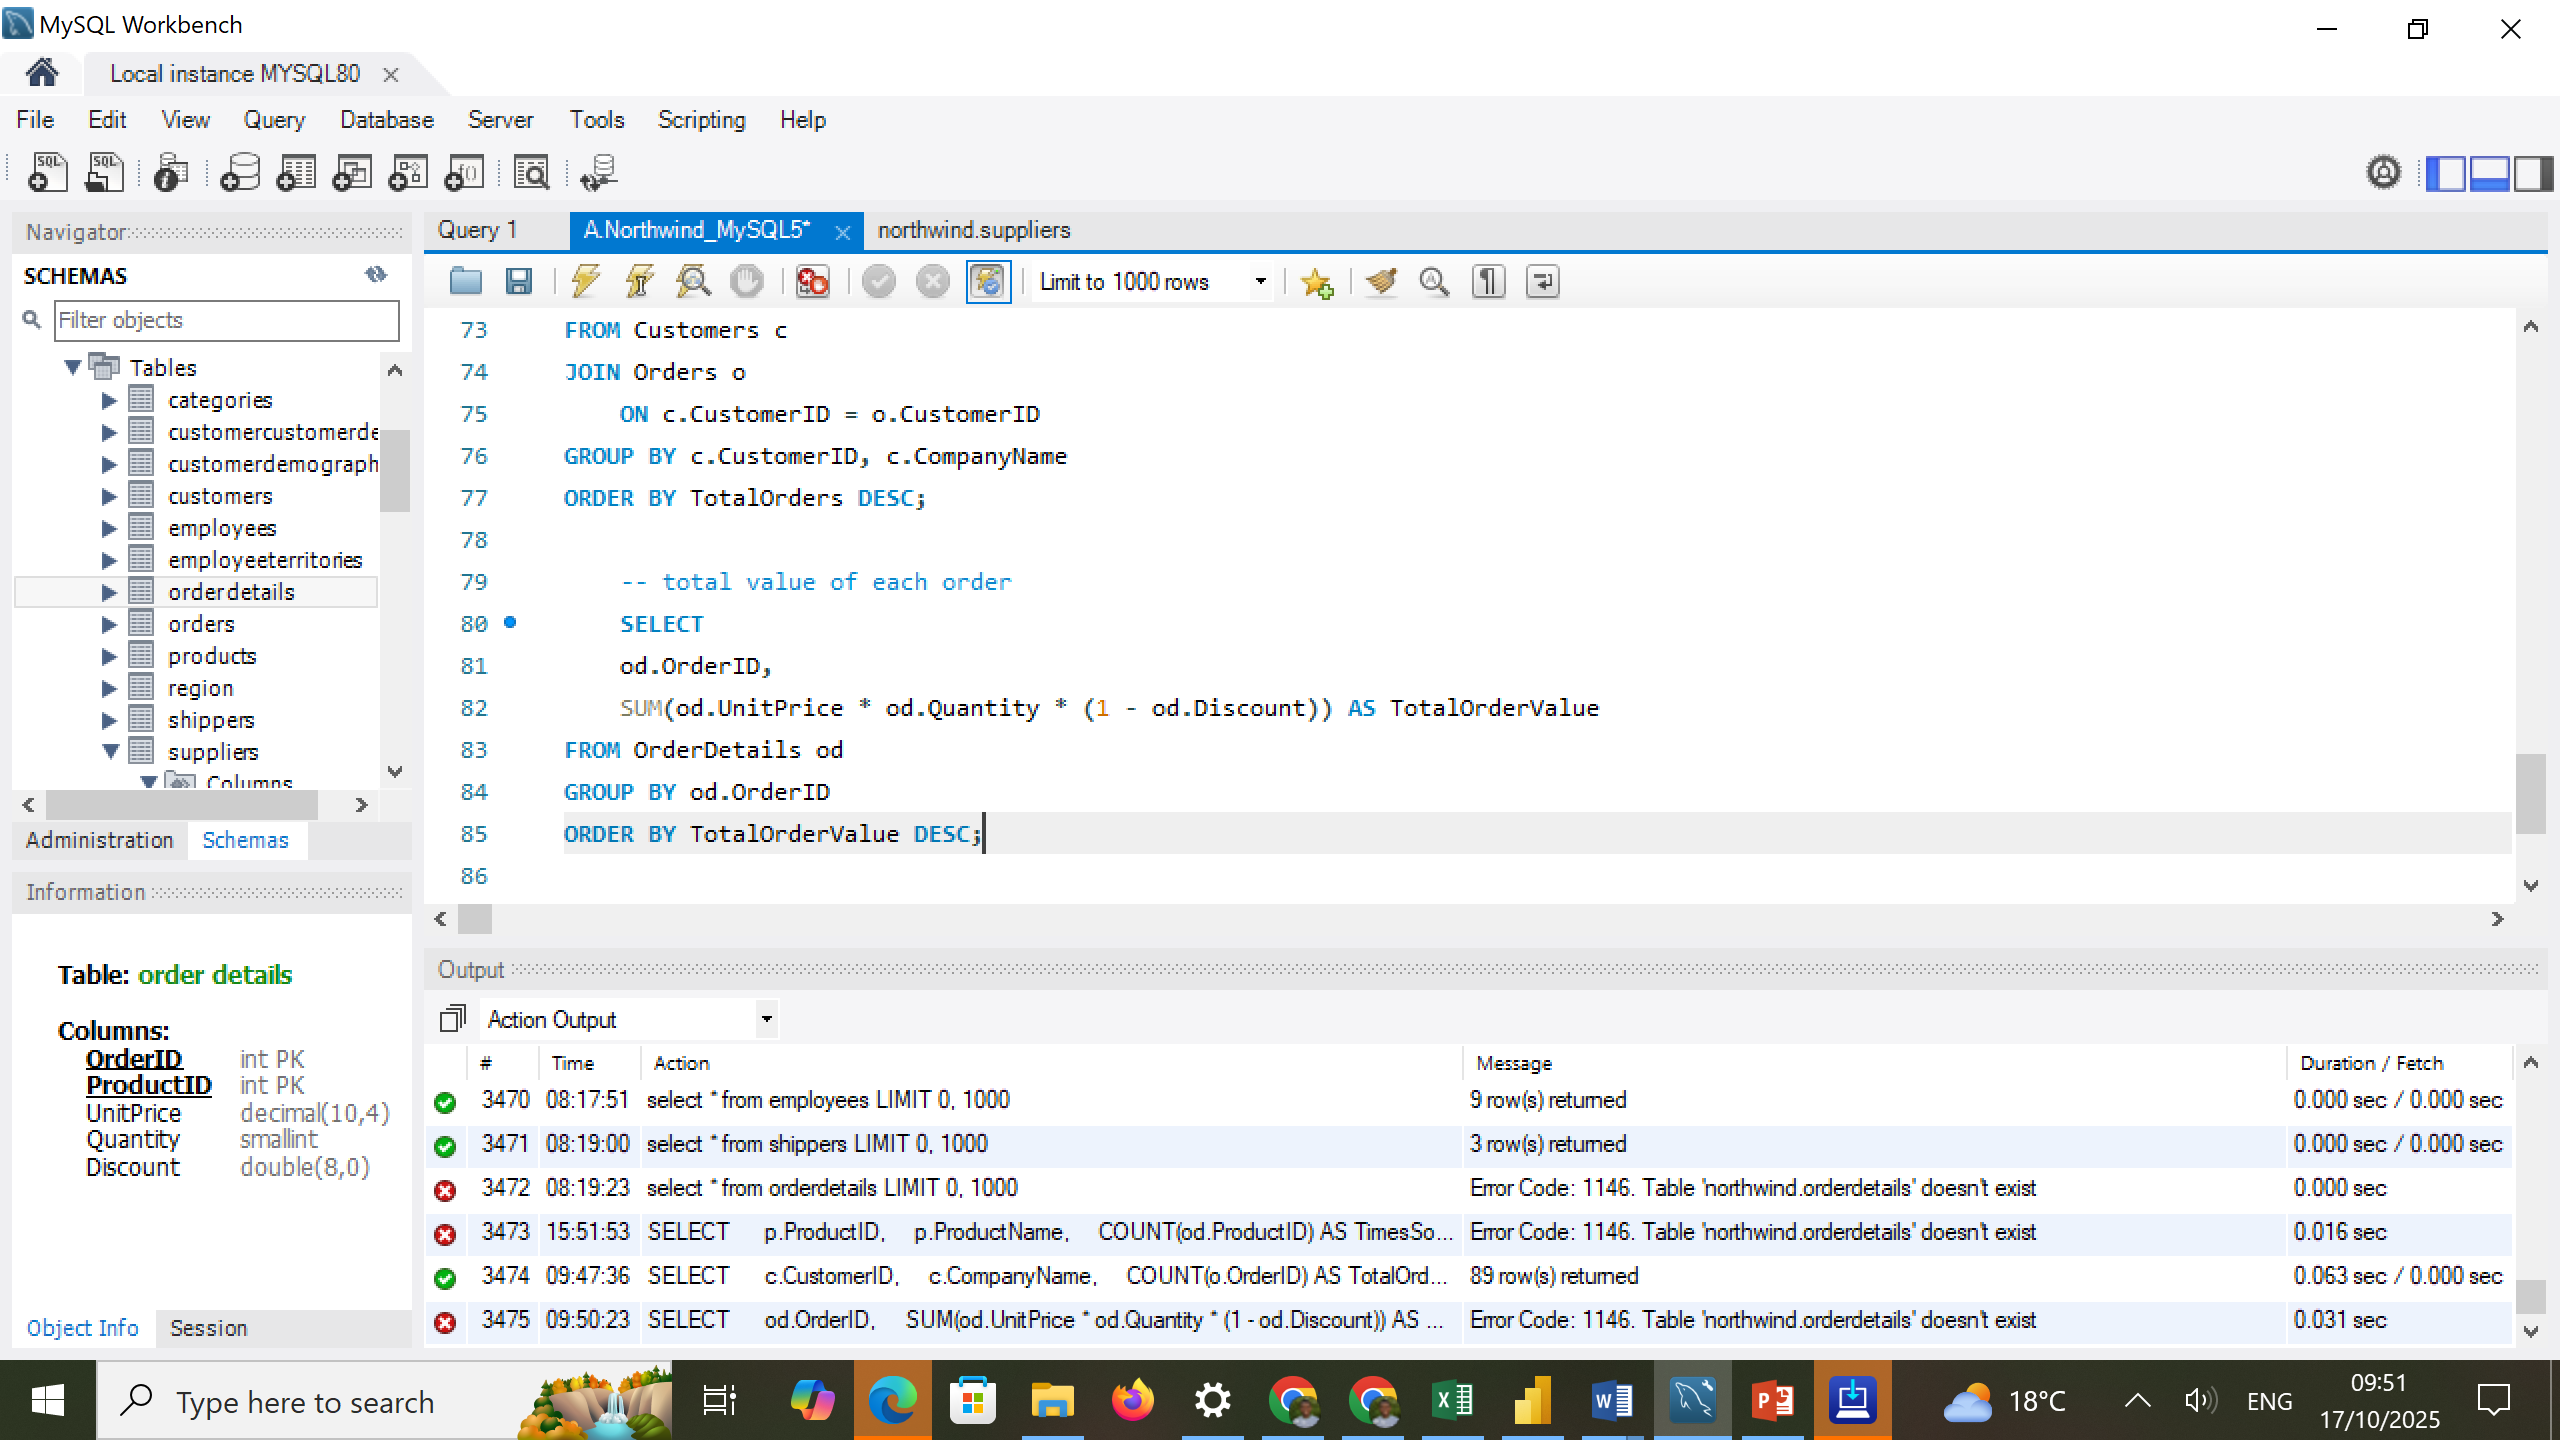 MySQL Workbench
Local instance MYSQL80
File Edit View Query Database Server Tools Scripting Help
Navigator
SCHEMAS
Filter objects
Tables
categories
customercustomerde
customerdemograph
customers
employees
employeeterritories
orderdetails
orders
products
region
shippers
suppliers
Columns
Administration Schemas
Information
Table: order details
Columns:
OrderID int PK
ProductID int PK
UnitPrice decimal(10,4)
Quantity smallint
Discount double(8,0)
Object Info Session
Query 1 A.Northwind_MySQL5* northwind.suppliers
Limit to 1000 rows
73 FROM Customers c
74 JOIN Orders o
75 ON c.CustomerID = o.CustomerID
76 GROUP BY c.CustomerID, c.CompanyName
77 ORDER BY TotalOrders DESC;
78
79 -- total value of each order
80 SELECT
81 od.OrderID,
82 SUM(od.UnitPrice * od.Quantity * (1 - od.Discount)) AS TotalOrderValue
83 FROM OrderDetails od
84 GROUP BY od.OrderID
85 ORDER BY TotalOrderValue DESC;
86
Output
Action Output
# Time Action Message Duration / Fetch
3470 08:17:51 select * from employees LIMIT 0, 1000 9 row(s) returned 0.000 sec / 0.000 sec
3471 08:19:00 select * from shippers LIMIT 0, 1000 3 row(s) returned 0.000 sec / 0.000 sec
3472 08:19:23 select * from orderdetails LIMIT 0, 1000 Error Code: 1146. Table 'northwind.orderdetails' doesn't exist 0.000 sec
3473 15:51:53 SELECT p.ProductID, p.ProductName, COUNT(od.ProductID) AS TimesSo... Error Code: 1146. Table 'northwind.orderdetails' doesn't exist 0.016 sec
3474 09:47:36 SELECT c.CustomerID, c.CompanyName, COUNT(o.OrderID) AS TotalOrd... 89 row(s) returned 0.063 sec / 0.000 sec
3475 09:50:23 SELECT od.OrderID, SUM(od.UnitPrice * od.Quantity * (1 - od.Discount)) AS ... Error Code: 1146. Table 'northwind.orderdetails' doesn't exist 0.031 sec
Type here to search
18°C
ENG
09:51
17/10/2025